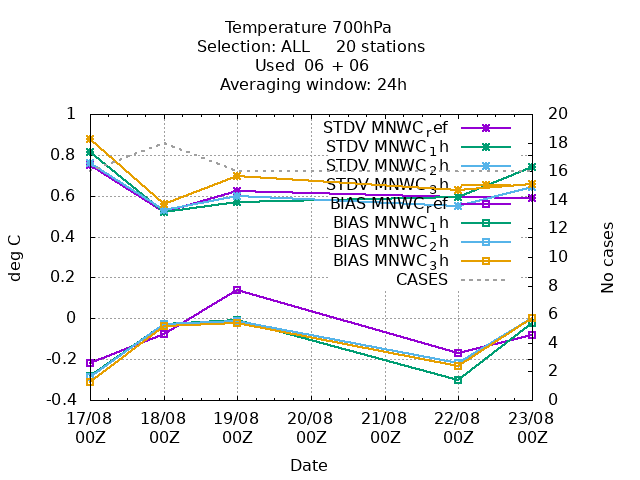 Temperature 700hPa
Selection: ALL 20 stations
Used 06 + 06
Averaging window: 24h
1
0.8
0.6
0.4
0.2
0
-0.2
-0.4
deg C
20
18
16
14
12
10
8
6
4
2
0
No cases
STDV MNWC_ref
STDV MNWC_1h
STDV MNWC_2h
STDV MNWC_3h
BIAS MNWC_ref
BIAS MNWC_1h
BIAS MNWC_2h
BIAS MNWC_3h
CASES
17/08 18/08 19/08 20/08 21/08 22/08 23/08
00Z 00Z 00Z 00Z 00Z 00Z 00Z
Date